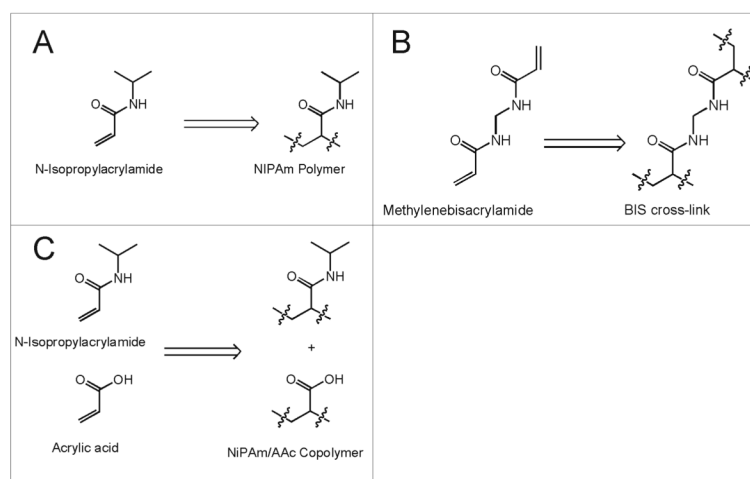 A
O
NH
N-Isopropylacrylamide
O
NH
NIPAm Polymer
B
O
NH
NH
O
Methylenebisacrylamide
O
NH
NH
O
BIS cross-link
C
O
NH
N-Isopropylacrylamide
O
OH
Acrylic acid
O
NH
+
O
OH
NiPAm/AAc Copolymer